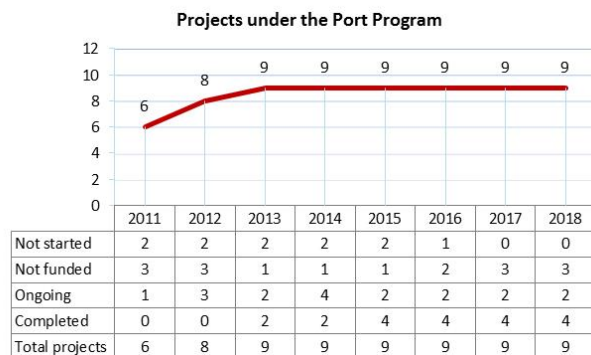 Projects under the Port Program
12
10
8
6
4
2
0
6
8
9
9
9
9
9
9
2011 2012 2013 2014 2015 2016 2017 2018
Not started 2 2 2 2 2 1 0 0
Not funded 3 3 1 1 1 2 3 3
Ongoing 1 3 2 4 2 2 2 2
Completed 0 0 2 2 4 4 4 4
Total projects 6 8 9 9 9 9 9 9